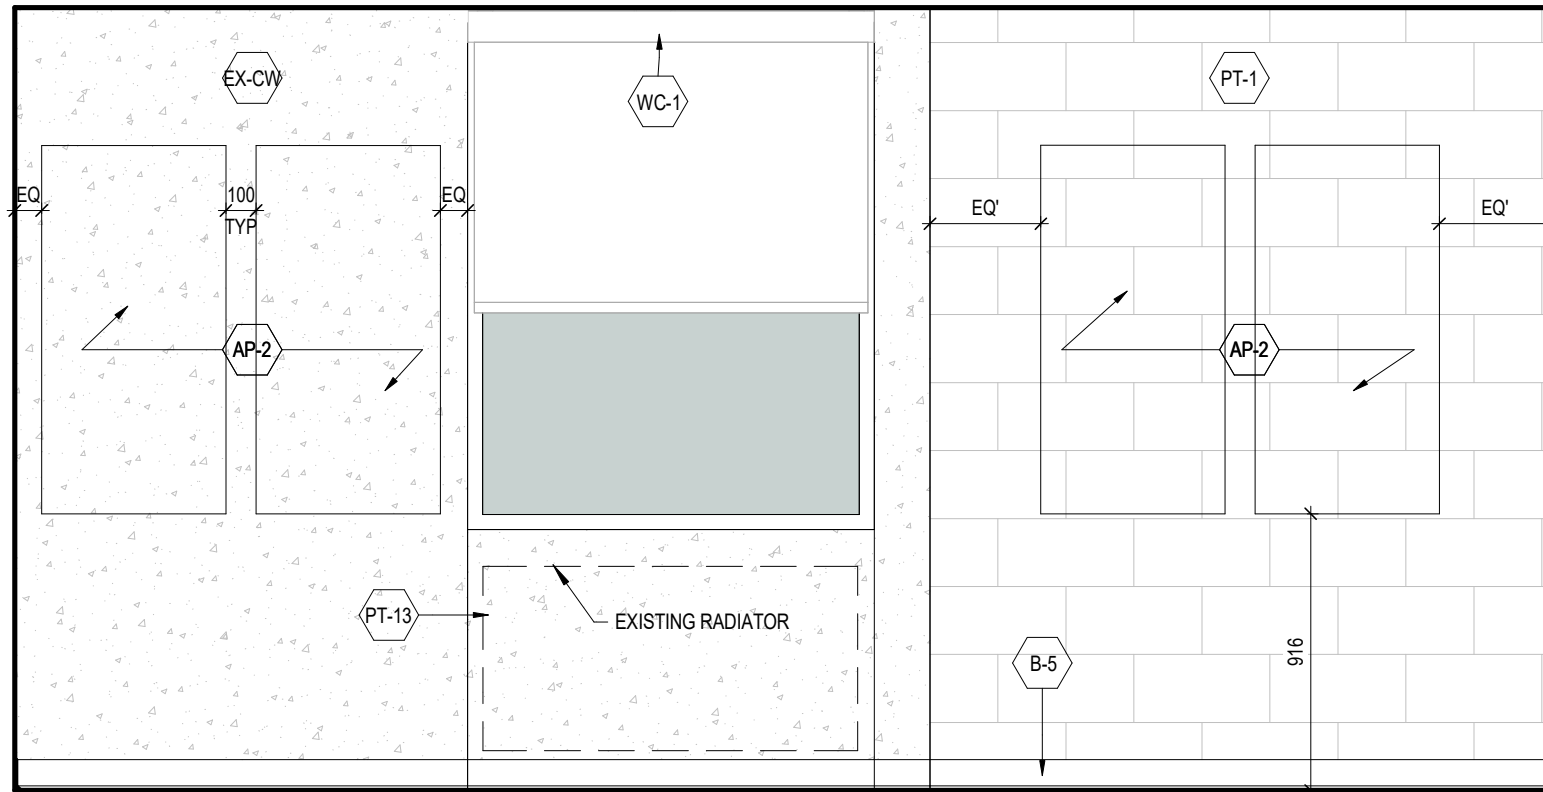 EX-CW
WC-1
PT-1
EQ
100
TYP
EQ
EQ'
EQ'
AP-2
AP-2
PT-13
EXISTING RADIATOR
B-5
916